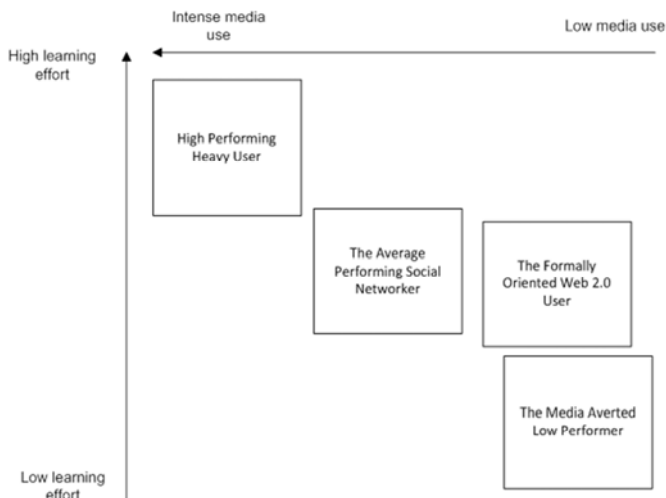 Intense media
use
Low media use
High learning
effort
High Performing
Heavy User
The Average
Performing Social
Networker
The Formally
Oriented Web 2.0
User
The Media Averted
Low Performer
Low learning
effort